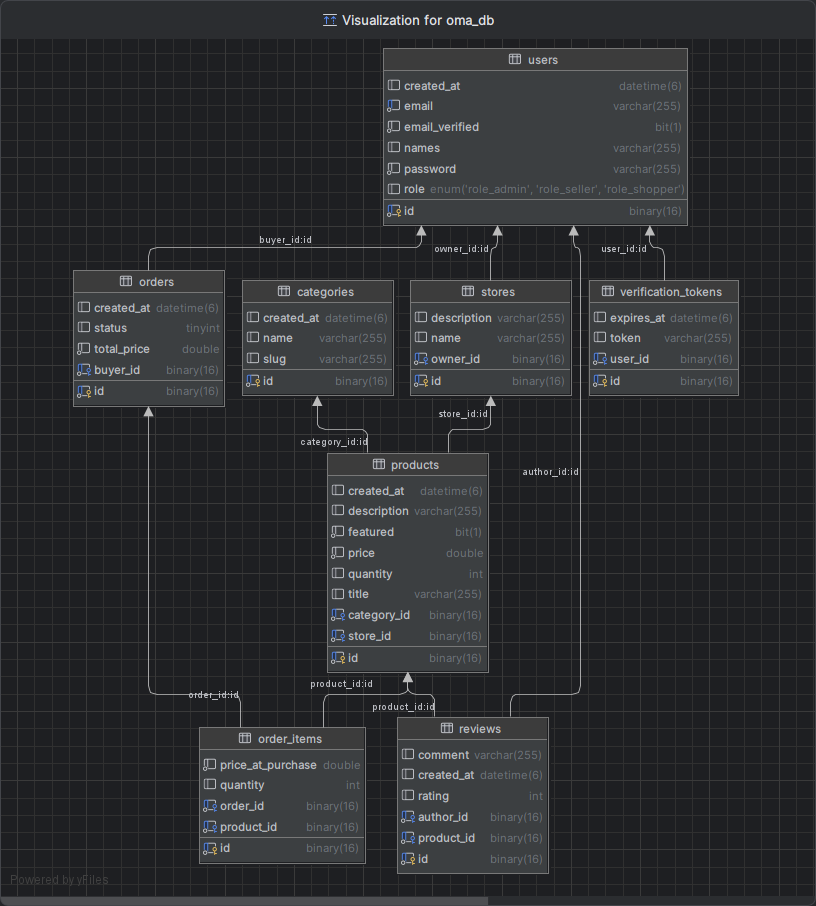 Visualization for oma_db
users
created_at datetime(6)
email varchar(255)
email_verified bit(1)
names varchar(255)
password varchar(255)
role enum('role_admin', 'role_seller', 'role_shopper')
id binary(16)
buyer_id:id
owner_id:id
user_id:id
orders
created_at datetime(6)
status tinyint
total_price double
buyer_id binary(16)
id binary(16)
categories
created_at datetime(6)
name varchar(255)
slug varchar(255)
id binary(16)
stores
description varchar(255)
name varchar(255)
owner_id binary(16)
id binary(16)
verification_tokens
expires_at datetime(6)
token varchar(255)
user_id binary(16)
id binary(16)
store_id:id
category_id:id
author_id:id
products
created_at datetime(6)
description varchar(255)
featured bit(1)
price double
quantity int
title varchar(255)
category_id binary(16)
store_id binary(16)
id binary(16)
product_id:id
order_id:id
product_id:id
order_items
price_at_purchase double
quantity int
order_id binary(16)
product_id binary(16)
id binary(16)
reviews
comment varchar(255)
created_at datetime(6)
rating int
author_id binary(16)
product_id binary(16)
id binary(16)
Powered by yFiles